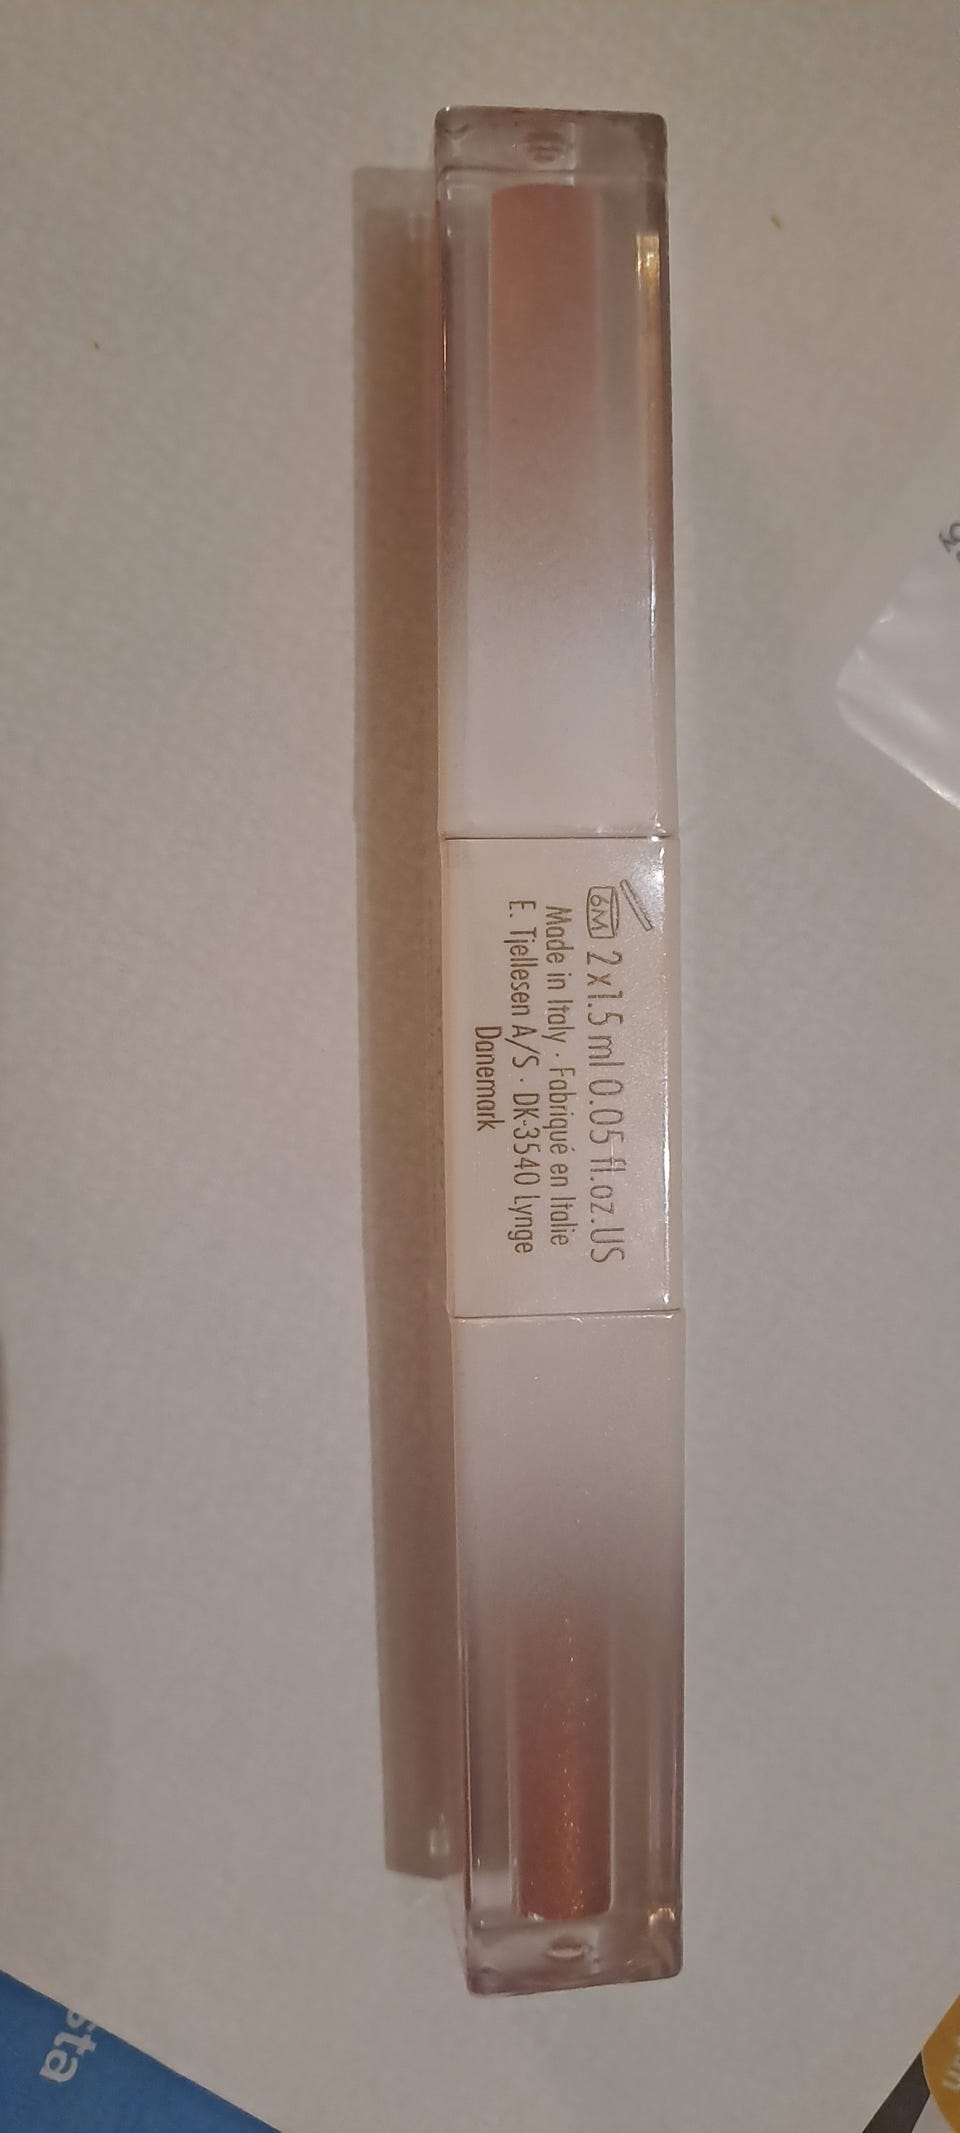 6M 2 x 1.5 ml 0.05 fl.oz.US
Made in Italy · Fabriqué en Italie
E. Tjellesen A/S · DK-3540 Lynge
Danemark
sta